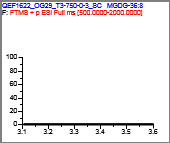 QEF1622_OG29_T3-750-0-3_8C MGDG-36:8
F: FTMS + p ESI Full ms [500.0000-2000.0000]
100
80
60
40
20
0
3.1 3.2 3.3 3.4 3.5 3.6